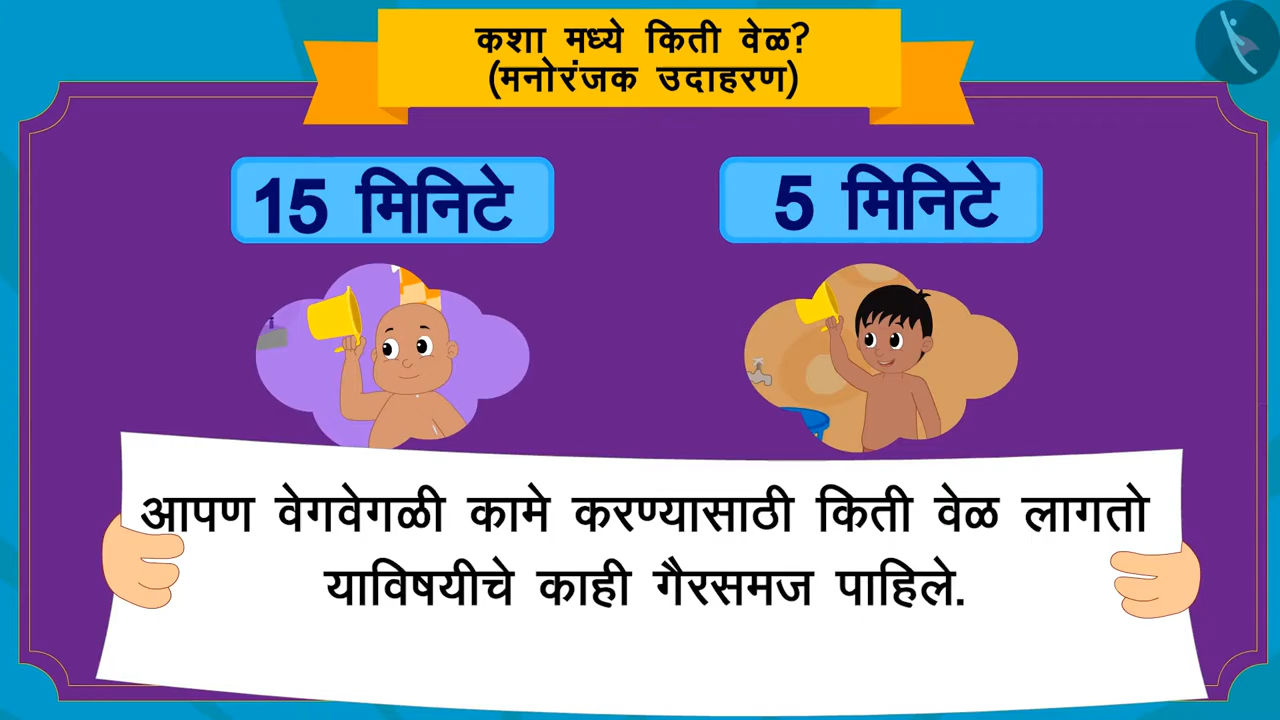 कशा मध्ये किती वेळ?
(मनोरंजक उदाहरण)
15 मिनिटे
5 मिनिटे
आपण वेगवेगळी कामे करण्यासाठी किती वेळ लागतो
याविषयीचे काही गैरसमज पाहिले.